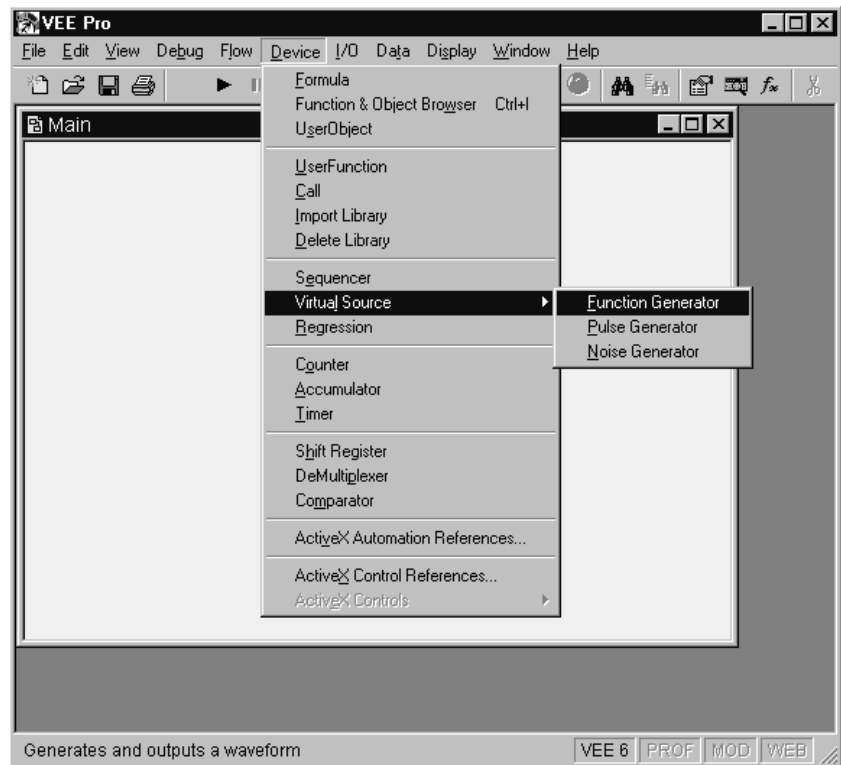 VEE Pro
File Edit View Debug Flow Device I/O Data Display Window Help
Main
Formula
Function & Object Browser Ctrl+I
UserObject
UserFunction
Call
Import Library
Delete Library
Sequencer
Virtual Source
Regression
Counter
Accumulator
Timer
Shift Register
DeMultiplexer
Comparator
ActiveX Automation References...
ActiveX Control References...
ActiveX Controls
Function Generator
Pulse Generator
Noise Generator
Generates and outputs a waveform
VEE 6 PROF MOD WEB